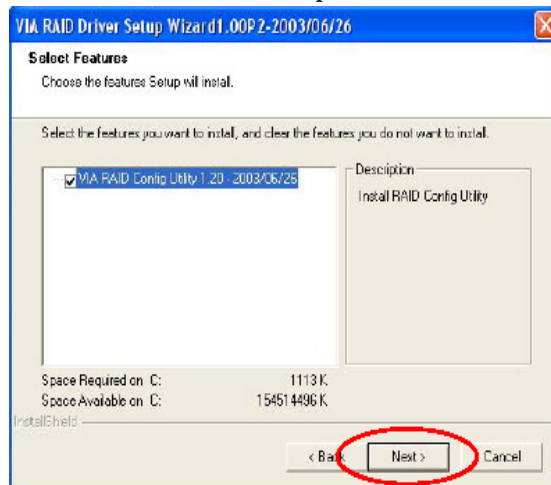 VIA RAID Driver Setup Wizard1.00P2-2003/06/26
Select Features
Choose the features Setup will install.
Select the features you want to install, and clear the features you do not want to install.
VIA RAID Config Utility 1.20 - 2003/06/26
Description
Install RAID Config Utility
Space Required on C: 1113 K
Space Available on C: 154514496 K
InstallShield
< Back
Next >
Cancel